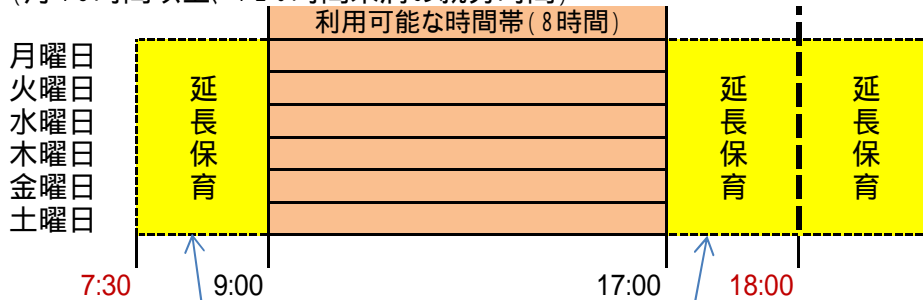 利用可能な時間帯(8時間)
月曜日
火曜日
水曜日
木曜日
金曜日
土曜日
延長保育
延長保育
延長保育
7:30
9:00
17:00
18:00